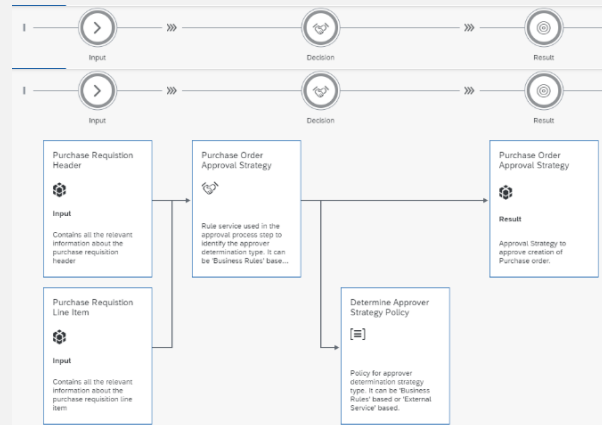 Input
Decision
Result
Input
Decision
Result
Purchase Requistion
Header
Input
Contains all the relevant
information about the
purchase requisition
header
Purchase Order
Approval Strategy
Rule service used in the
approval process step to
identify the approver
determination type. It can
be 'Business Rules' base...
Purchase Order
Approval Strategy
Result
Approval Strategy to
approve creation of
Purchase order.
Purchase Requistion
Line Item
Input
Contains all the relevant
information about the
purchase requisition line
item
Determine Approver
Strategy Policy
Policy for approver
determination strategy
type. It can be 'Business
Rules' based or 'External
Service' based.